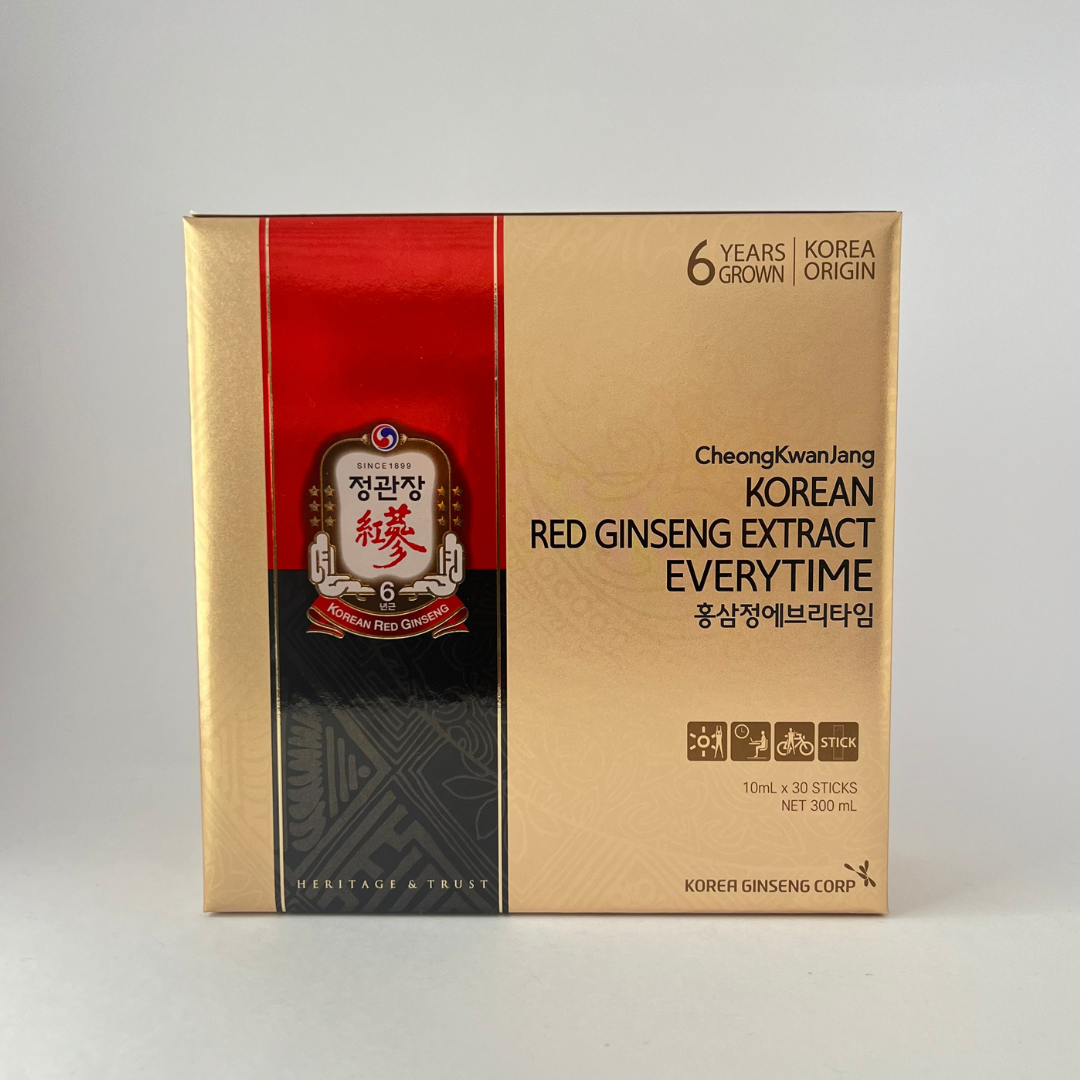 6 YEARS GROWN | KOREA ORIGIN
SINCE1899
정관장
紅蔘
6
년근
KOREAN RED GINSENG
CheongKwanJang
KOREAN
RED GINSENG EXTRACT
EVERYTIME
홍삼정에브리타임
STICK
10mL x 30 STICKS
NET 300 mL
HERITAGE & TRUST
KOREA GINSENG CORP